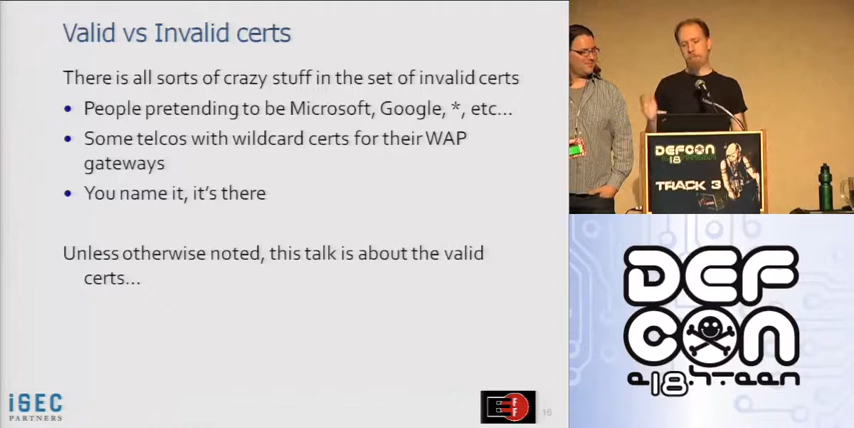 Valid vs Invalid certs
There is all sorts of crazy stuff in the set of invalid certs
• People pretending to be Microsoft, Google, *, etc...
• Some telcos with wildcard certs for their WAP
gateways
• You name it, it's there
Unless otherwise noted, this talk is about the valid
certs...
iSEC
PARTNERS
EFF
16
DEFCON
18
TRACK 3
DEF
CON
18